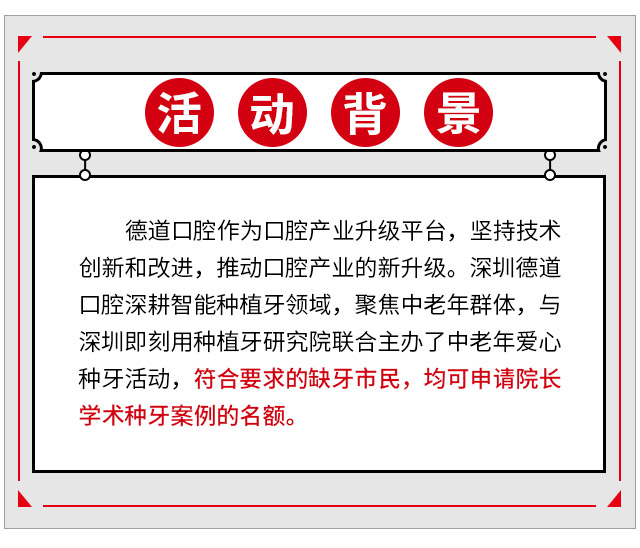 活动背景
德道口腔作为口腔产业升级平台，坚持技术
创新和改进，推动口腔产业的新升级。深圳德道
口腔深耕智能种植牙领域，聚焦中老年群体，与
深圳即刻用种植牙研究院联合主办了中老年爱心
种牙活动，符合要求的缺牙市民，均可申请院长
学术种牙案例的名额。